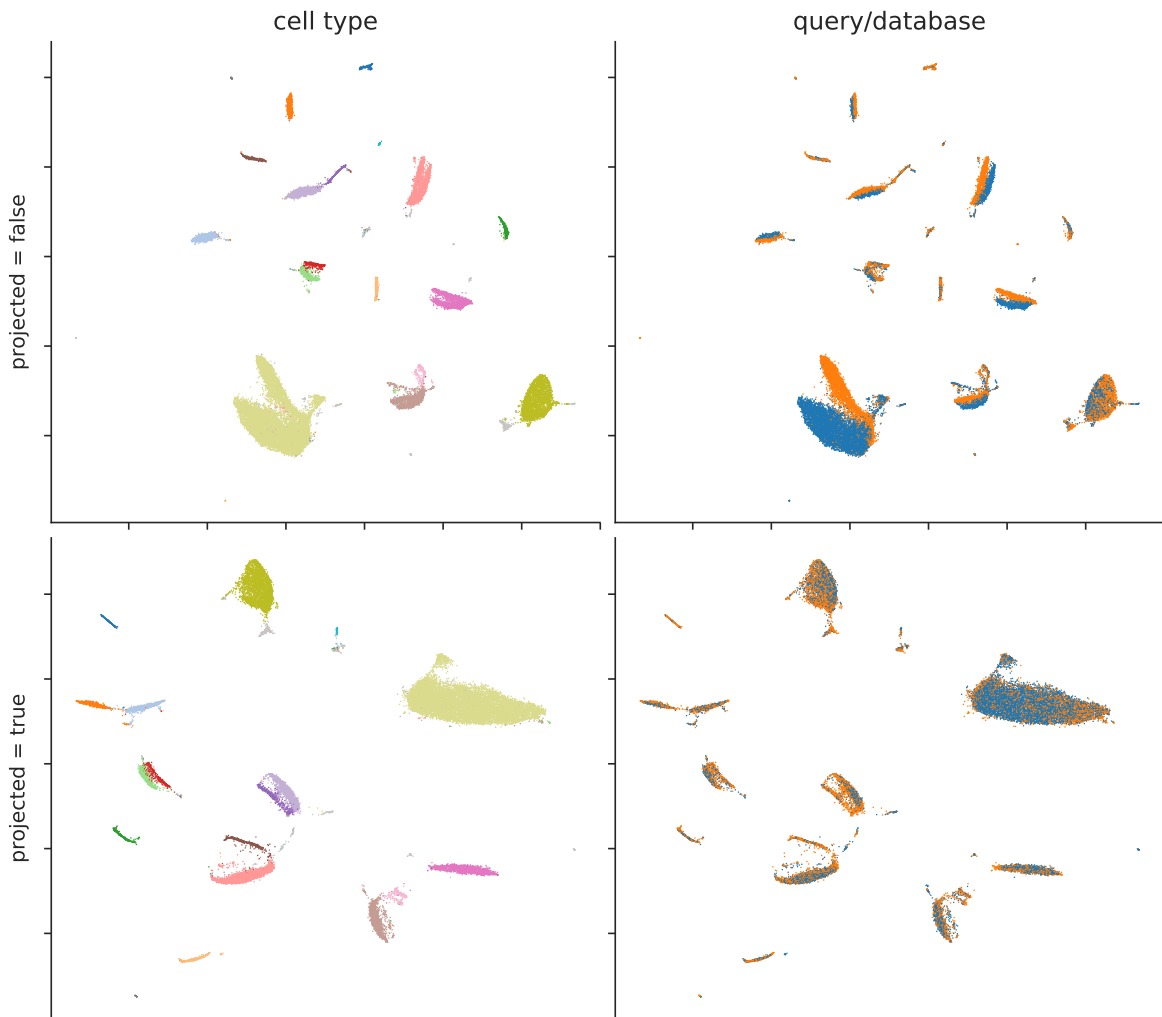 cell type
query/database
projected = false
projected = true